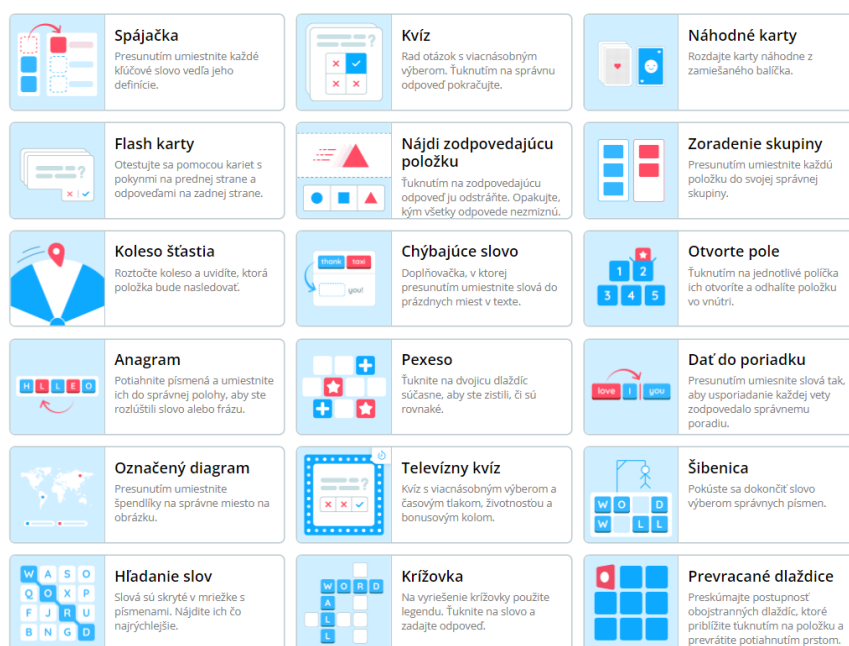 Spájačka
Presunutím umiestnite každé
kľúčové slovo vedľa jeho
definície.
?
Kvíz
Rad otázok s viacnásobným
výberom. Ťuknutím na správnu
odpoveď pokračujte.
Náhodné karty
Rozdajte karty náhodne z
zamiešaného balíčka.
?
Flash karty
Otestujte sa pomocou kariet s
pokynmi na prednej strane a
odpoveďami na zadnej strane.
Nájdi zodpovedajúcu
položku
Ťuknutím na zodpovedajúcu
odpoveď ju odstráňte. Opakujte,
kým všetky odpovede nezmiznú.
Zoradenie skupiny
Presunutím umiestnite každú
položku do svojej správnej
skupiny.
Koleso šťastia
Roztočte koleso a uvidíte, ktorá
položka bude nasledovať.
thank taxi
you!
Chýbajúce slovo
Doplňovačka, v ktorej
presunutím umiestnite slová do
prázdnych miest v texte.
1 2
3 4 5
Otvorte pole
Ťuknutím na jednotlivé políčka
ich otvoríte a odhalíte položku
vo vnútri.
H L L E O
Anagram
Potiahnite písmená a umiestnite
ich do správnej polohy, aby ste
rozlúštili slovo alebo frázu.
Pexeso
Ťuknite na dvojicu dlaždíc
súčasne, aby ste zistili, či sú
rovnaké.
love I you
Dať do poriadku
Presunutím umiesnite slová tak,
aby usporiadanie každej vety
zodpovedalo správnemu
poradiu.
Označený diagram
Presunutím umiestnite
špendlíky na správne miesto na
obrázku.
?
Televízny kvíz
Kvíz s viacnásobným výberom a
časovým tlakom, životnosťou a
bonusovým kolom.
W O D
W L L
Šibenica
Pokúste sa dokončiť slovo
výberom správnych písmen.
W A S O
Q O X P
F J R U
B N G D
Hľadanie slov
Slová sú skryté v mriežke s
písmenami. Nájdite ich čo
najrýchlejšie.
W O R D
A
L
L
Krížovka
Na vyriešenie krížovky použite
legendu. Ťuknite na slovo a
zadajte odpoveď.
Prevracané dlaždice
Preskúmajte postupnosť
obojstranných dlaždíc, ktoré
priblížite ťuknutím na položku a
prevrátite potiahnutím prstom.